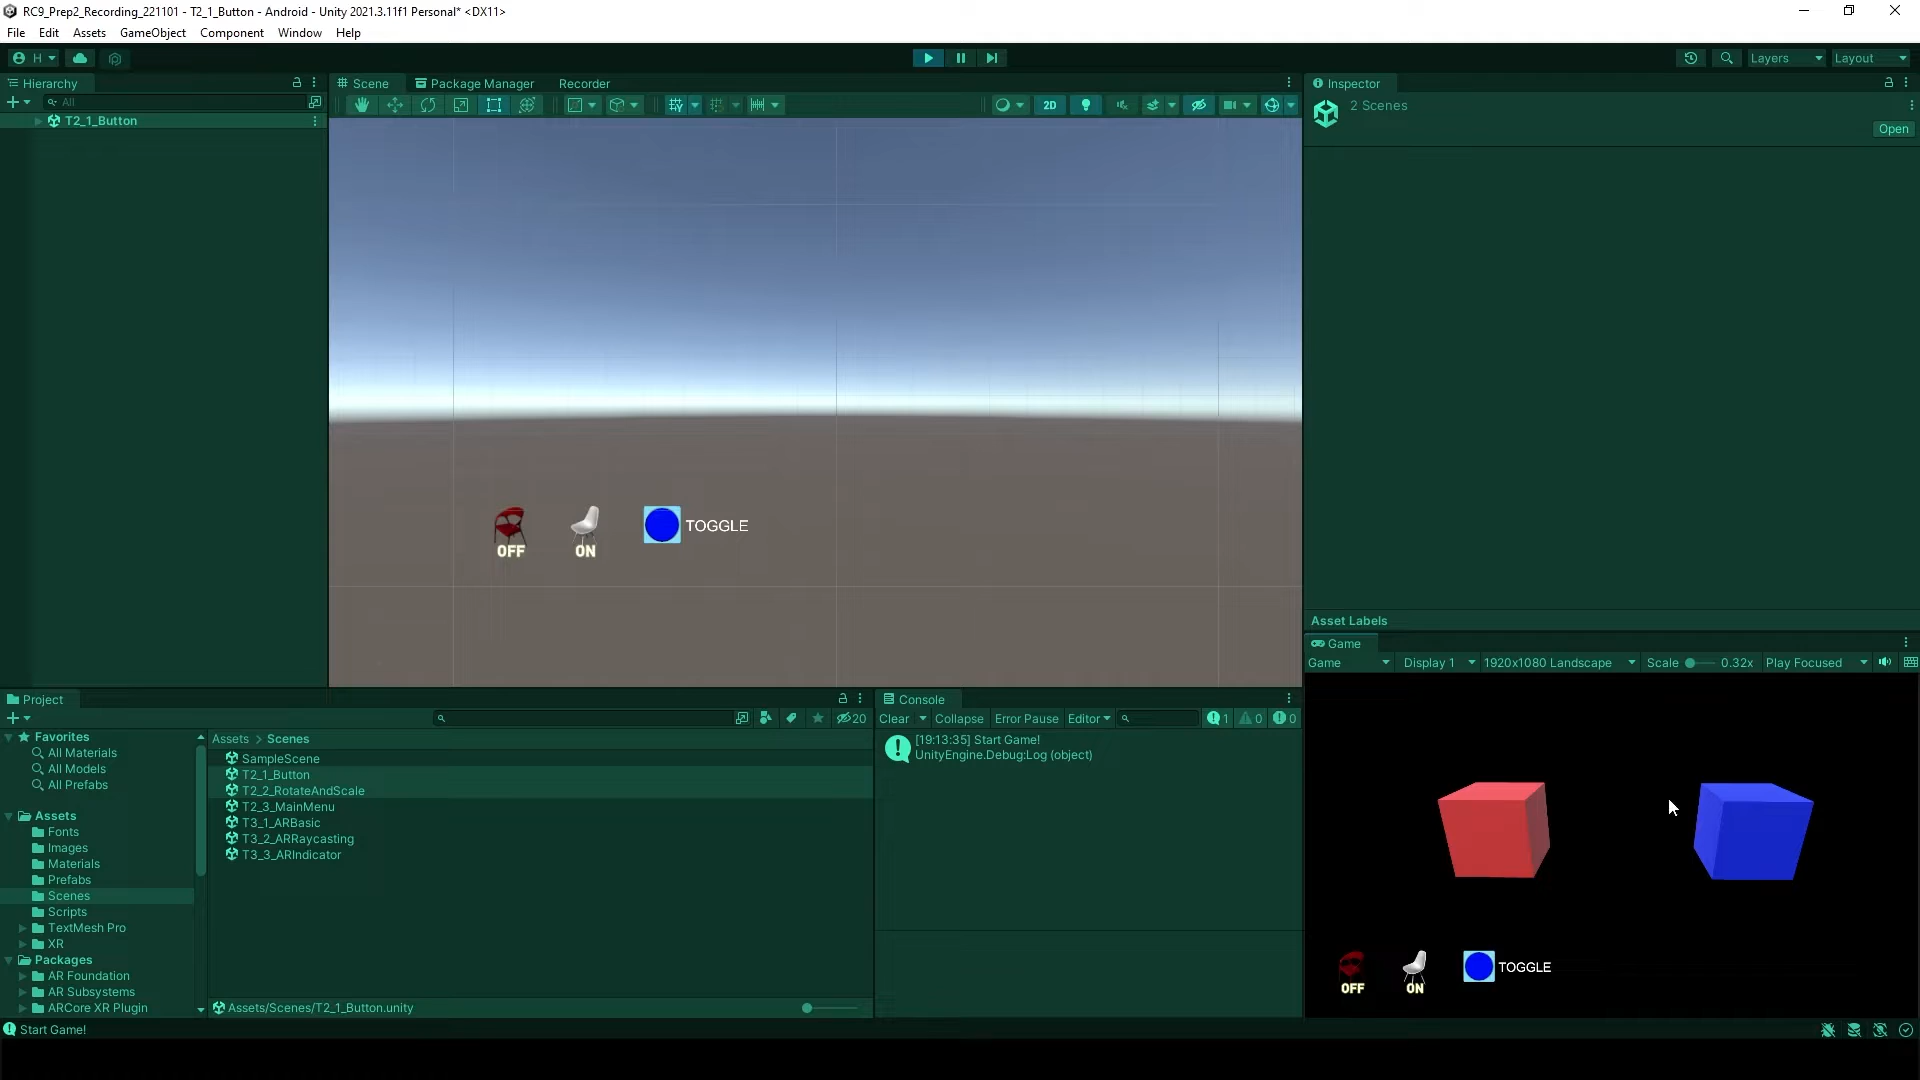 RC9_Prep2_Recording_221101 - T2_1_Button - Android - Unity 2021.3.11f1 Personal* <DX11>
File Edit Assets GameObject Component Window Help
H Layers Layout
Hierarchy
All
T2_1_Button
Scene Package Manager Recorder
2D
OFF ON TOGGLE
Inspector
2 Scenes
Open
Asset Labels
Game
Game Display 1 1920x1080 Landscape Scale 0.32x Play Focused
OFF ON TOGGLE
Project
20
Favorites
All Materials
All Models
All Prefabs
Assets
Fonts
Images
Materials
Prefabs
Scenes
Scripts
TextMesh Pro
XR
Packages
AR Foundation
AR Subsystems
ARCore XR Plugin
Assets > Scenes
SampleScene
T2_1_Button
T2_2_RotateAndScale
T2_3_MainMenu
T3_1_ARBasic
T3_2_ARRaycasting
T3_3_ARIndicator
Assets/Scenes/T2_1_Button.unity
Console
Clear Collapse Error Pause Editor 1 0 0
[19:13:35] Start Game!
UnityEngine.Debug:Log (object)
Start Game!